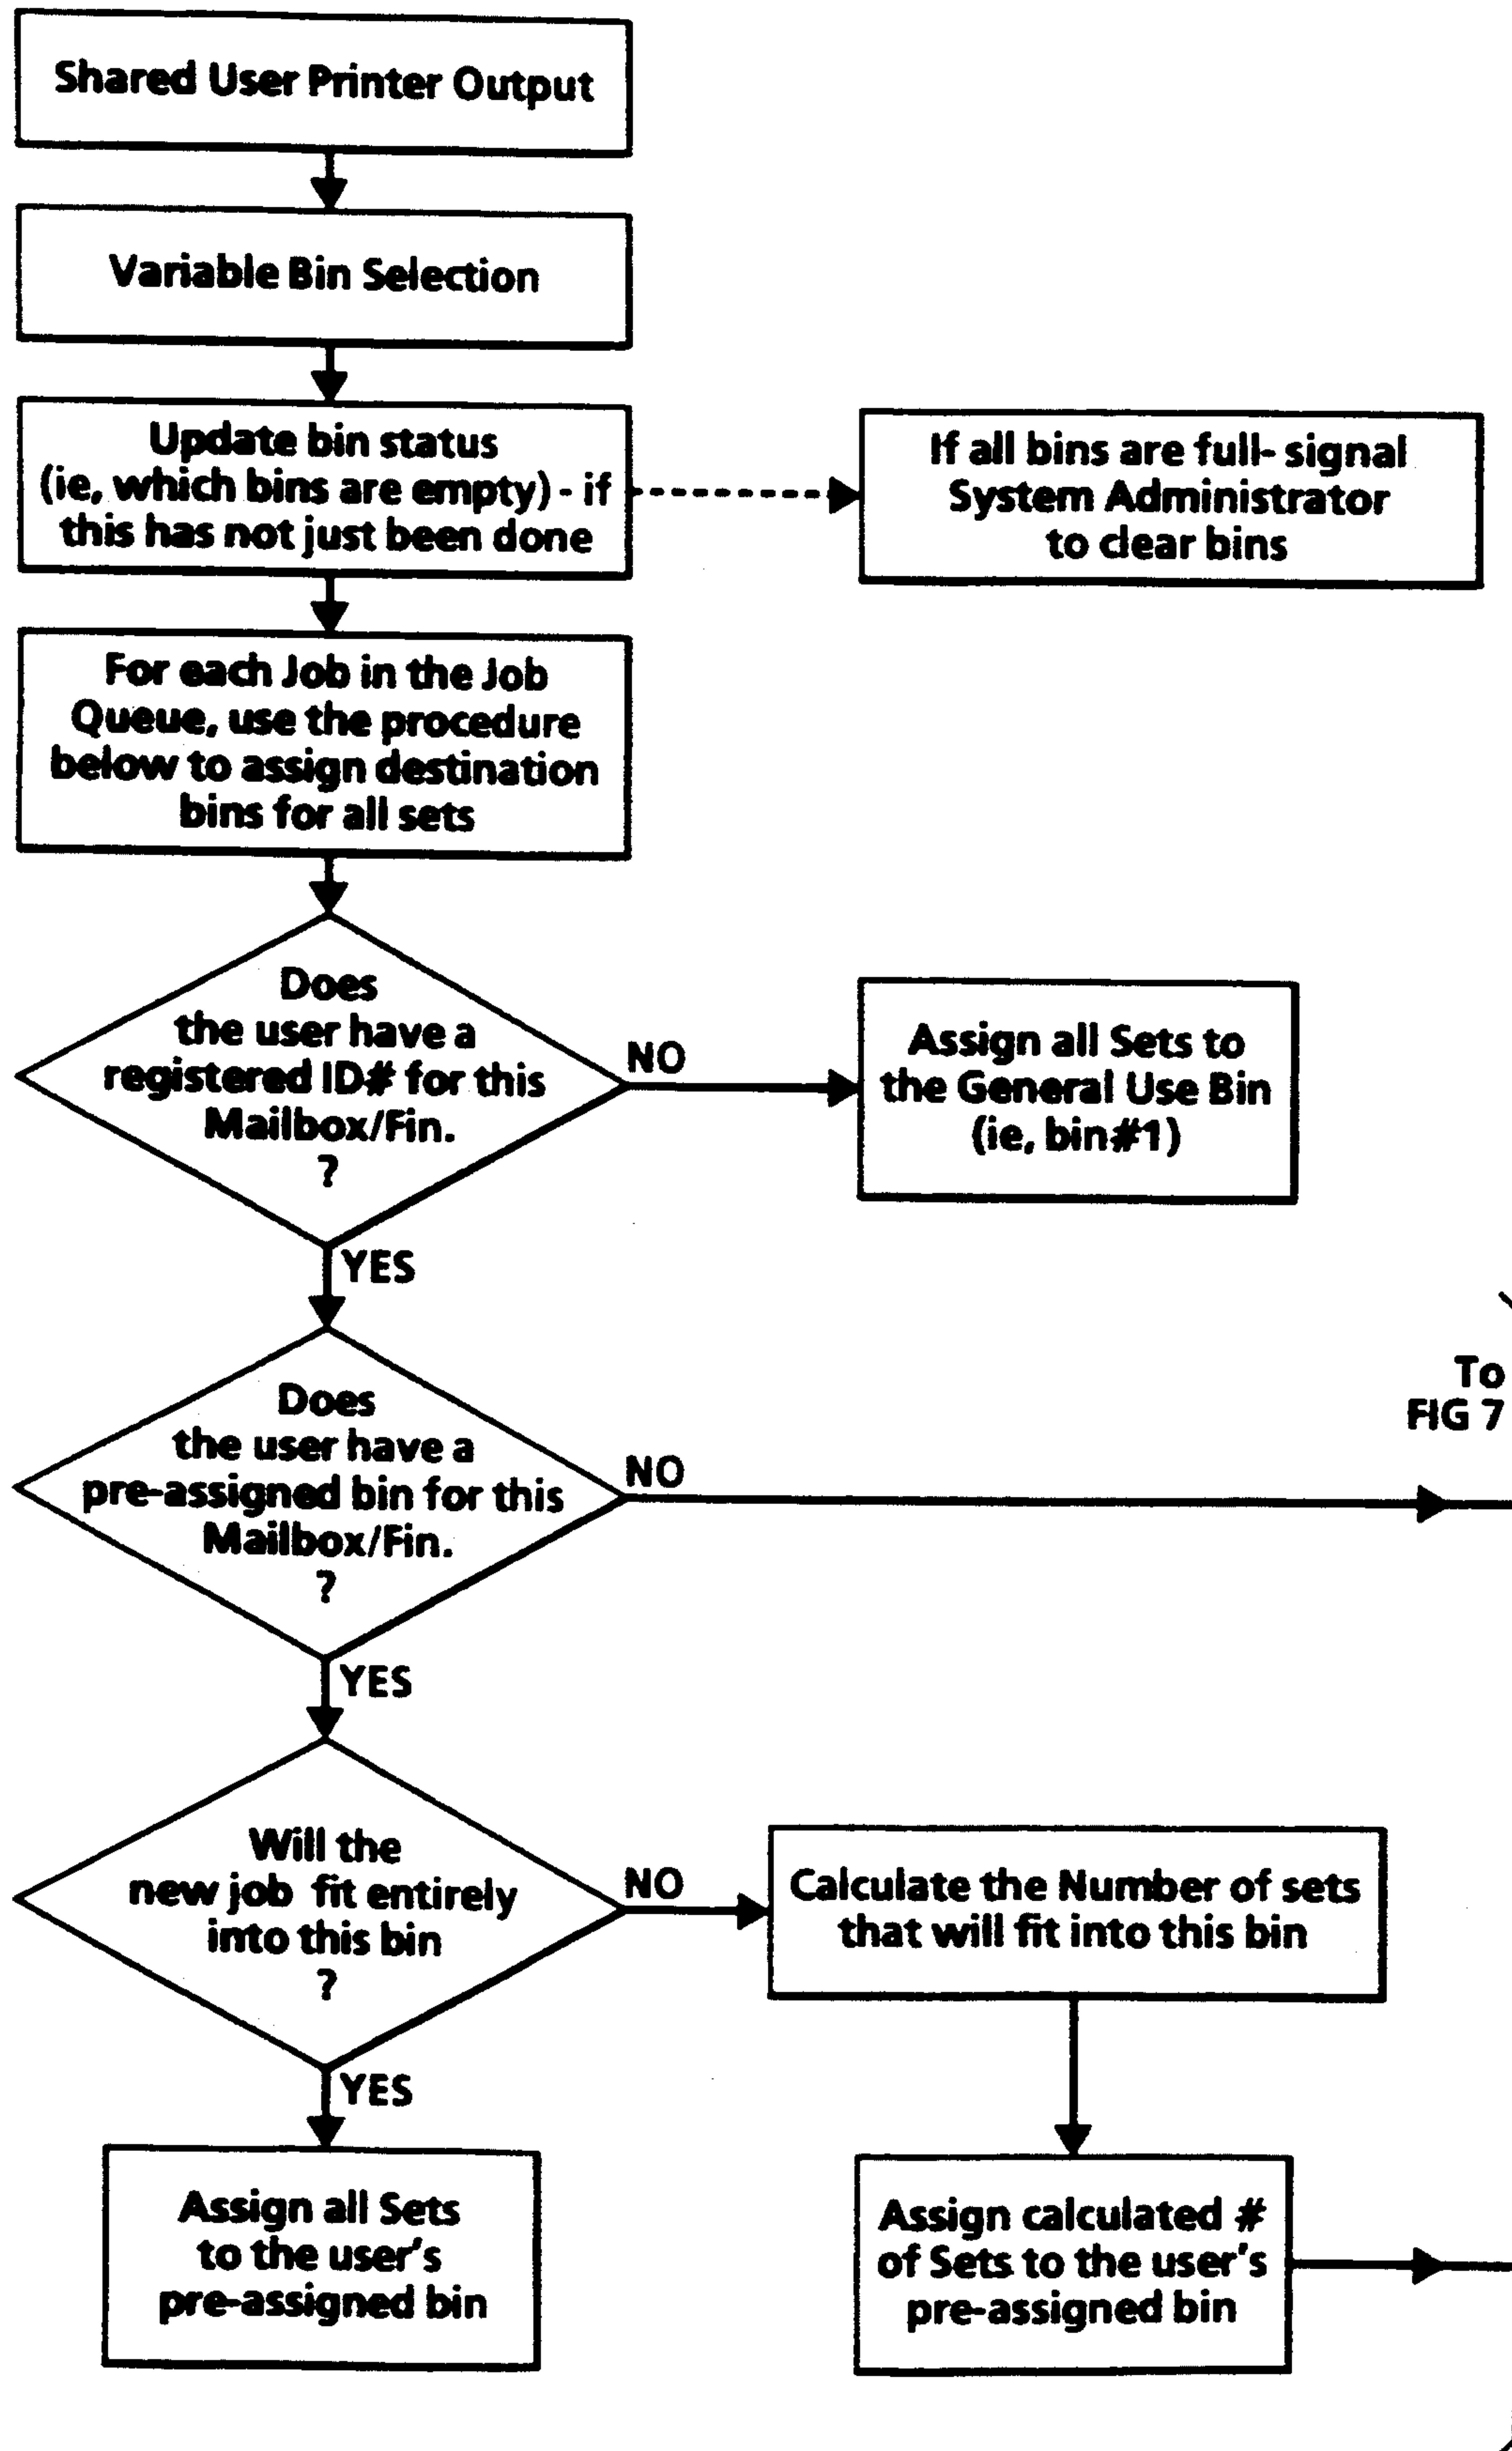 Shared User Printer Output
Variable Bin Selection
Update bin status
(ie, which bins are empty) - if
this has not just been done
If all bins are full- signal
System Administrator
to clear bins
For each Job in the Job
Queue, use the procedure
below to assign destination
bins for all sets
Does
the user have a
registered ID# for this
Mailbox/Fin.
?
NO
Assign all Sets to
the General Use Bin
(ie, bin#1)
YES
To
FIG 7
Does
the user have a
pre-assigned bin for this
Mailbox/Fin.
?
NO
YES
Will the
new job fit entirely
into this bin
?
NO
Calculate the Number of sets
that will fit into this bin
YES
Assign all Sets
to the user's
pre-assigned bin
Assign calculated #
of Sets to the user's
pre-assigned bin